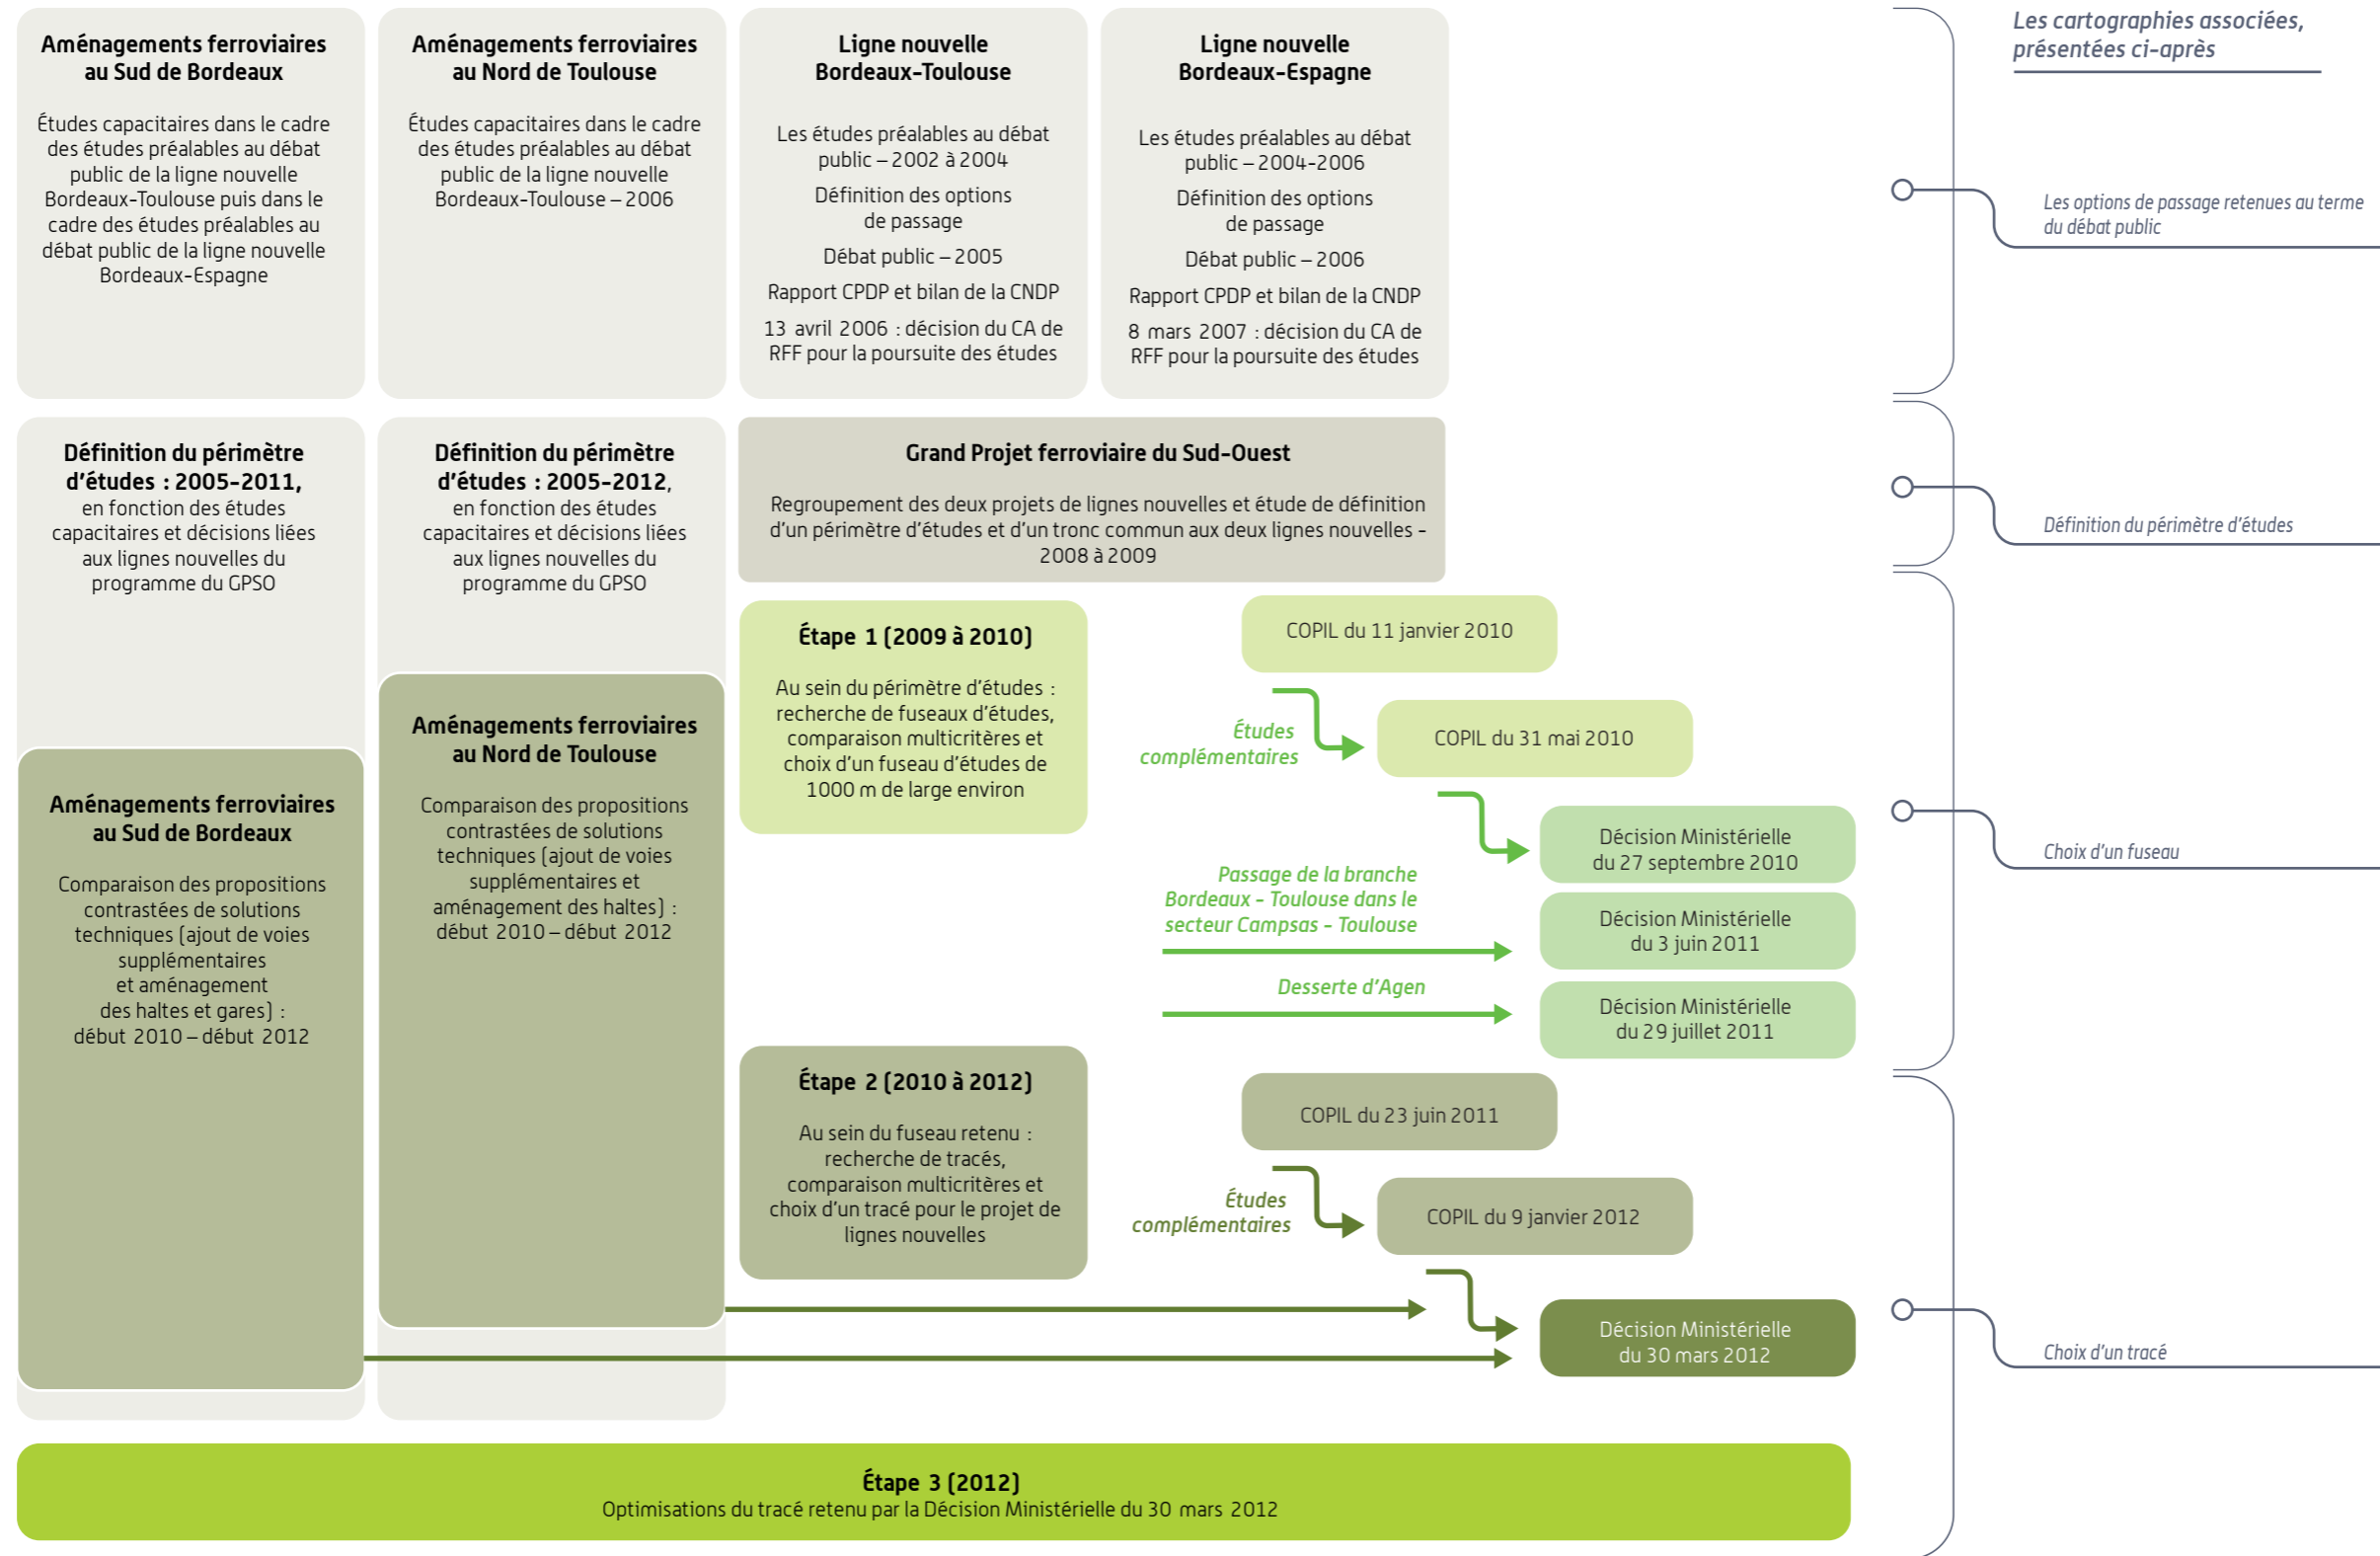 Aménagements ferroviaires
au Sud de Bordeaux
Études capacitaires dans le cadre
des études préalables au débat
public de la ligne nouvelle
Bordeaux-Toulouse puis dans le
cadre des études préalables au
débat public de la ligne nouvelle
Bordeaux-Espagne
Aménagements ferroviaires
au Nord de Toulouse
Études capacitaires dans le cadre
des études préalables au débat
public de la ligne nouvelle
Bordeaux-Toulouse – 2006
Ligne nouvelle
Bordeaux-Toulouse
Les études préalables au débat
public – 2002 à 2004
Définition des options
de passage
Débat public – 2005
Rapport CPDP et bilan de la CNDP
13 avril 2006 : décision du CA de
RFF pour la poursuite des études
Ligne nouvelle
Bordeaux-Espagne
Les études préalables au débat
public – 2004-2006
Définition des options
de passage
Débat public – 2006
Rapport CPDP et bilan de la CNDP
8 mars 2007 : décision du CA de
RFF pour la poursuite des études
Les cartographies associées,
présentées ci-après
Les options de passage retenues au terme
du débat public
Définition du périmètre
d'études : 2005-2011,
en fonction des études
capacitaires et décisions liées
aux lignes nouvelles du
programme du GPSO
Définition du périmètre
d'études : 2005-2012,
en fonction des études
capacitaires et décisions liées
aux lignes nouvelles du
programme du GPSO
Grand Projet ferroviaire du Sud-Ouest
Regroupement des deux projets de lignes nouvelles et étude de définition
d'un périmètre d'études et d'un tronc commun aux deux lignes nouvelles -
2008 à 2009
Définition du périmètre d'études
Aménagements ferroviaires
au Sud de Bordeaux
Comparaison des propositions
contrastées de solutions
techniques (ajout de voies
supplémentaires
et aménagement
des haltes et gares) :
début 2010 – début 2012
Aménagements ferroviaires
au Nord de Toulouse
Comparaison des propositions
contrastées de solutions
techniques (ajout de voies
supplémentaires et
aménagement des haltes) :
début 2010 – début 2012
Étape 1 (2009 à 2010)
Au sein du périmètre d'études :
recherche de fuseaux d'études,
comparaison multicritères et
choix d'un fuseau d'études de
1000 m de large environ
COPIL du 11 janvier 2010
Études
complémentaires
COPIL du 31 mai 2010
Décision Ministérielle
du 27 septembre 2010
Passage de la branche
Bordeaux - Toulouse dans le
secteur Campsas - Toulouse
Décision Ministérielle
du 3 juin 2011
Desserte d'Agen
Décision Ministérielle
du 29 juillet 2011
Choix d'un fuseau
Étape 2 (2010 à 2012)
Au sein du fuseau retenu :
recherche de tracés,
comparaison multicritères et
choix d'un tracé pour le projet de
lignes nouvelles
COPIL du 23 juin 2011
Études
complémentaires
COPIL du 9 janvier 2012
Décision Ministérielle
du 30 mars 2012
Choix d'un tracé
Étape 3 (2012)
Optimisations du tracé retenu par la Décision Ministérielle du 30 mars 2012